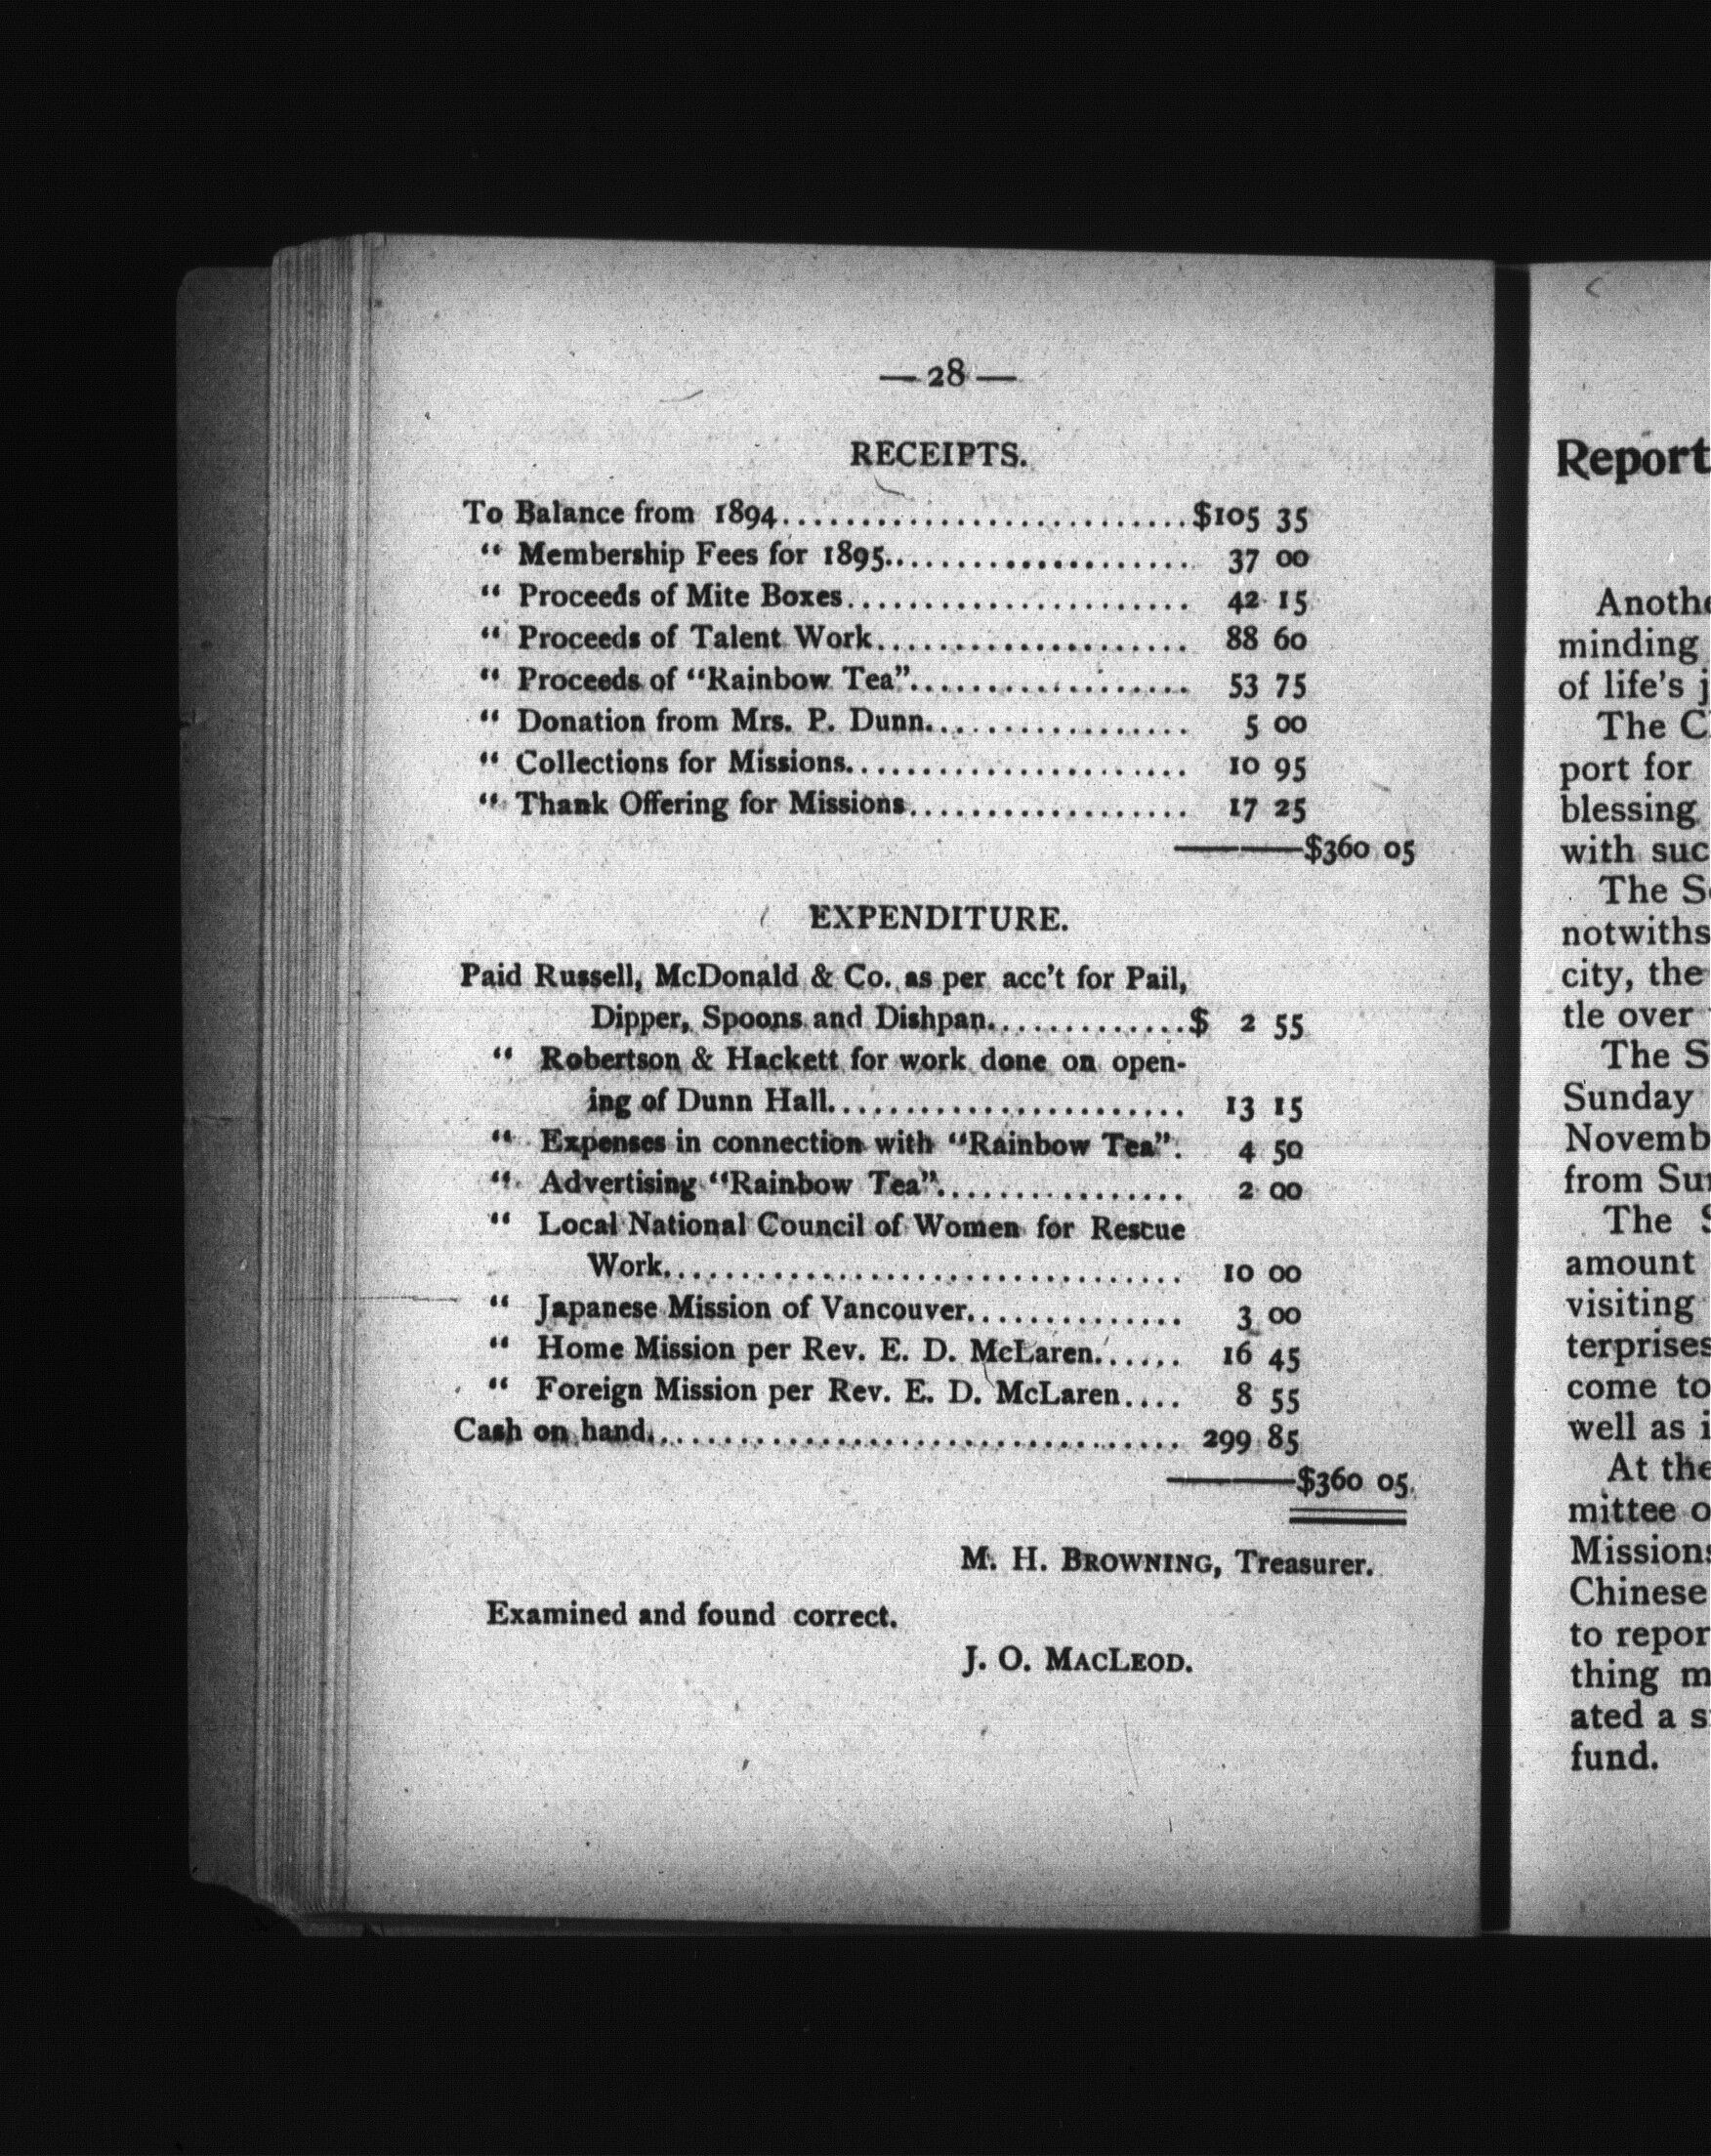 — 28 —
RECEIPTS.
To Balance from 1894..........................$105 35
“ Membership Fees for 1895.................... 37 00
“ Proceeds of Mite Boxes...................... 42 15
“ Proceeds of Talent Work.................... 88 60
“ Proceeds of “Rainbow Tea”.................. 53 75
“ Donation from Mrs. P. Dunn................. 5 00
“ Collections for Missions...................... 10 95
“ Thank Offering for Missions.................. 17 25
————$360 05
EXPENDITURE.
Paid Russell, McDonald & Co. as per acc’t for Pail,
Dipper, Spoons and Dishpan.............$ 2 55
“ Robertson & Hackett for work done on open-
ing of Dunn Hall....................... 13 15
“ Expenses in connection with “Rainbow Tea”. 4 50
“ Advertising “Rainbow Tea”................ 2 00
“ Local National Council of Women for Rescue
Work................................. 10 00
“ Japanese Mission of Vancouver.............. 3 00
“ Home Mission per Rev. E. D. McLaren...... 16 45
“ Foreign Mission per Rev. E. D. McLaren.... 8 55
Cash on hand.................................. 299 85
————$360 05
M. H. BROWNING, Treasurer.
Examined and found correct.
J. O. MACLEOD.
Report
minding
of life’s
The
port for
blessing
with
The
notwiths
city, the
tle over
The
Sunday
Novemb
from
The
amount
visiting
terprises
come to
well as
At the
mittee
Missions
Chinese
to repor
thing
ated a
fund.